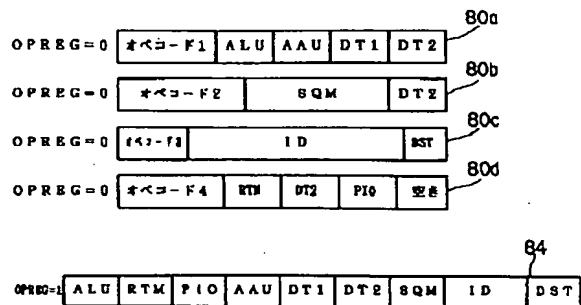 80a
OPREG=0 オペコード1 ALU AAU DT1 DT2
80b
OPREG=0 オペコード2 SQM DT2
80c
OPREG=0 オペコード3 ID DST
80d
OPREG=0 オペコード4 RTM DT2 PIO 空き
84
OPREG=1 ALU RTM PIO AAU DT1 DT2 SQM ID DST